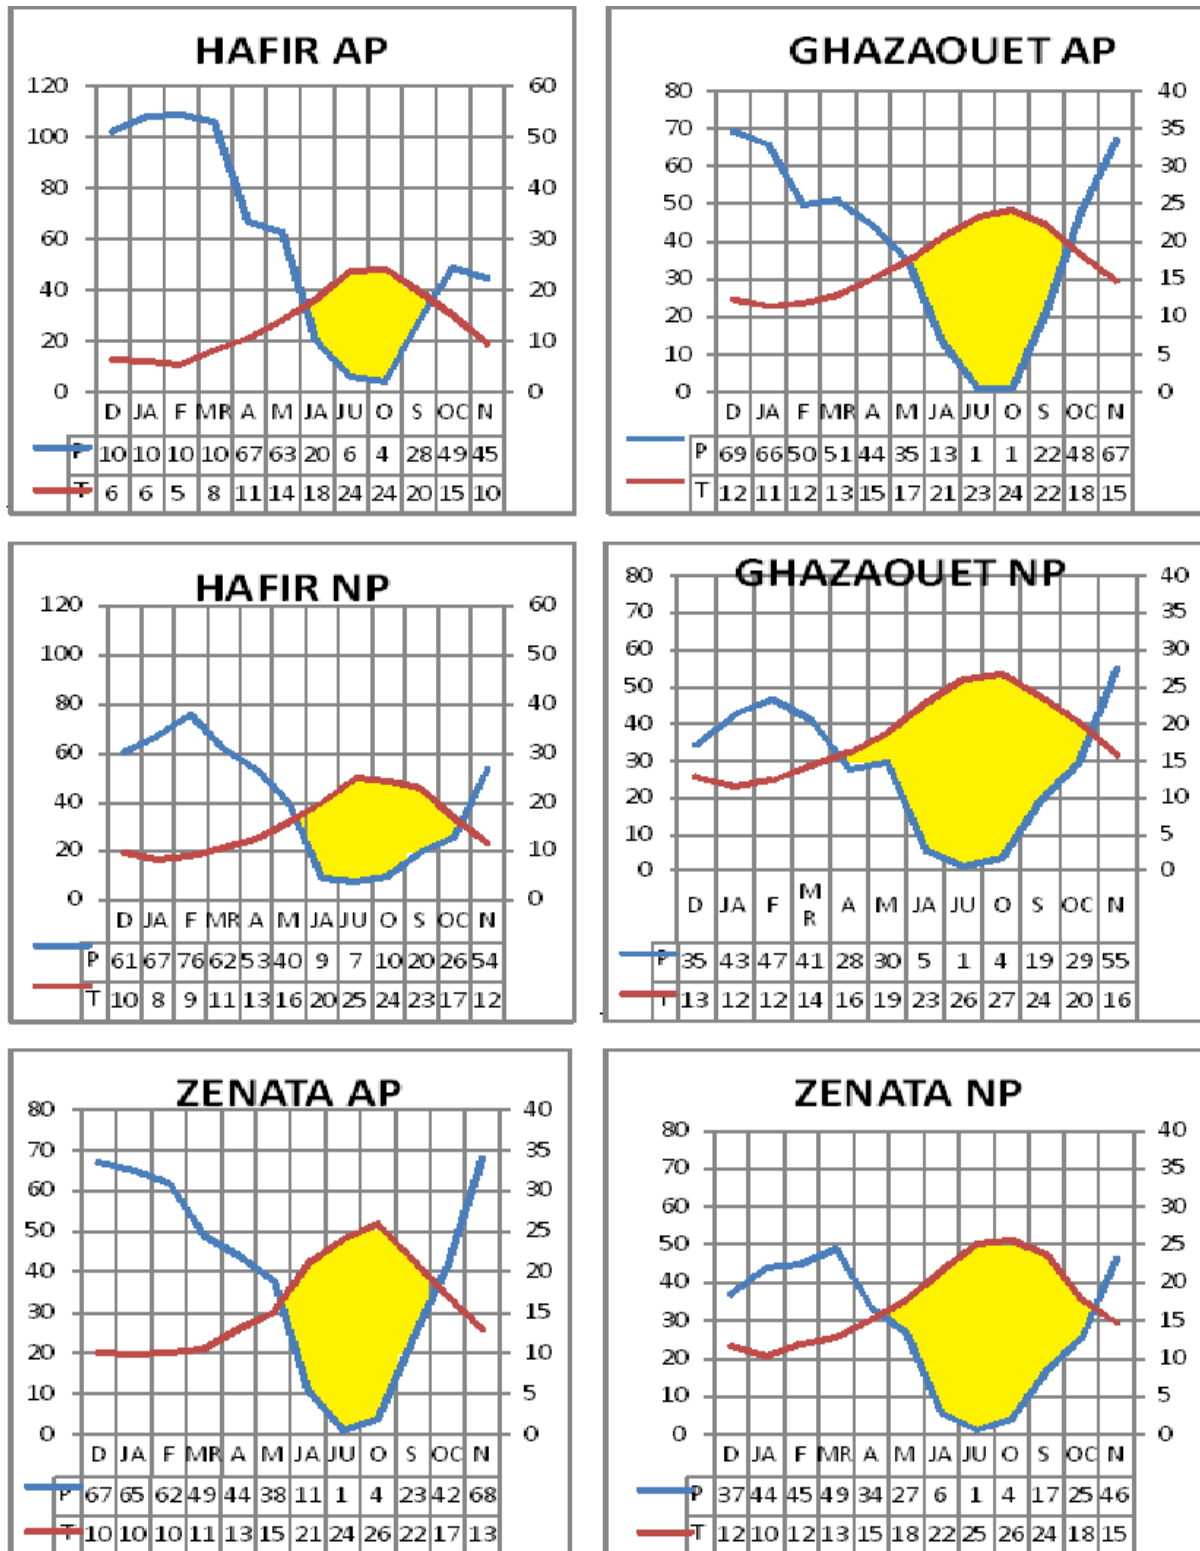 HAFIR AP
120 60
100 50
80 40
60 30
40 20
20 10
0 0
D JA F MR A M JA JU O S OC N
P 10 10 10 10 67 63 20 6 4 28 49 45
T 6 6 5 8 11 14 18 24 24 20 15 10
GHAZAOUET AP
80 40
70 35
60 30
50 25
40 20
30 15
20 10
10 5
0 0
D JA F MR A M JA JU O S OC N
P 69 66 50 51 44 35 13 1 1 22 48 67
T 12 11 12 13 15 17 21 23 24 22 18 15
HAFIR NP
120 60
100 50
80 40
60 30
40 20
20 10
0 0
D JA F MR A M JA JU O S OC N
P 61 67 76 62 53 40 9 7 10 20 26 54
T 10 8 9 11 13 16 20 25 24 23 17 12
GHAZAOUET NP
80 40
70 35
60 30
50 25
40 20
30 15
20 10
10 5
0 0
D JA F MR A M JA JU O S OC N
P 35 43 47 41 28 30 5 1 4 19 29 55
T 13 12 12 14 16 19 23 26 27 24 20 16
ZENATA AP
80 40
70 35
60 30
50 25
40 20
30 15
20 10
10 5
0 0
D JA F MR A M JA JU O S OC N
P 67 65 62 49 44 38 11 1 4 23 42 68
T 10 10 10 11 13 15 21 24 26 22 17 13
ZENATA NP
80 40
70 35
60 30
50 25
40 20
30 15
20 10
10 5
0 0
D JA F MR A M JA JU O S OC N
P 37 44 45 49 34 27 6 1 4 17 25 46
T 12 10 12 13 15 18 22 25 26 24 18 15